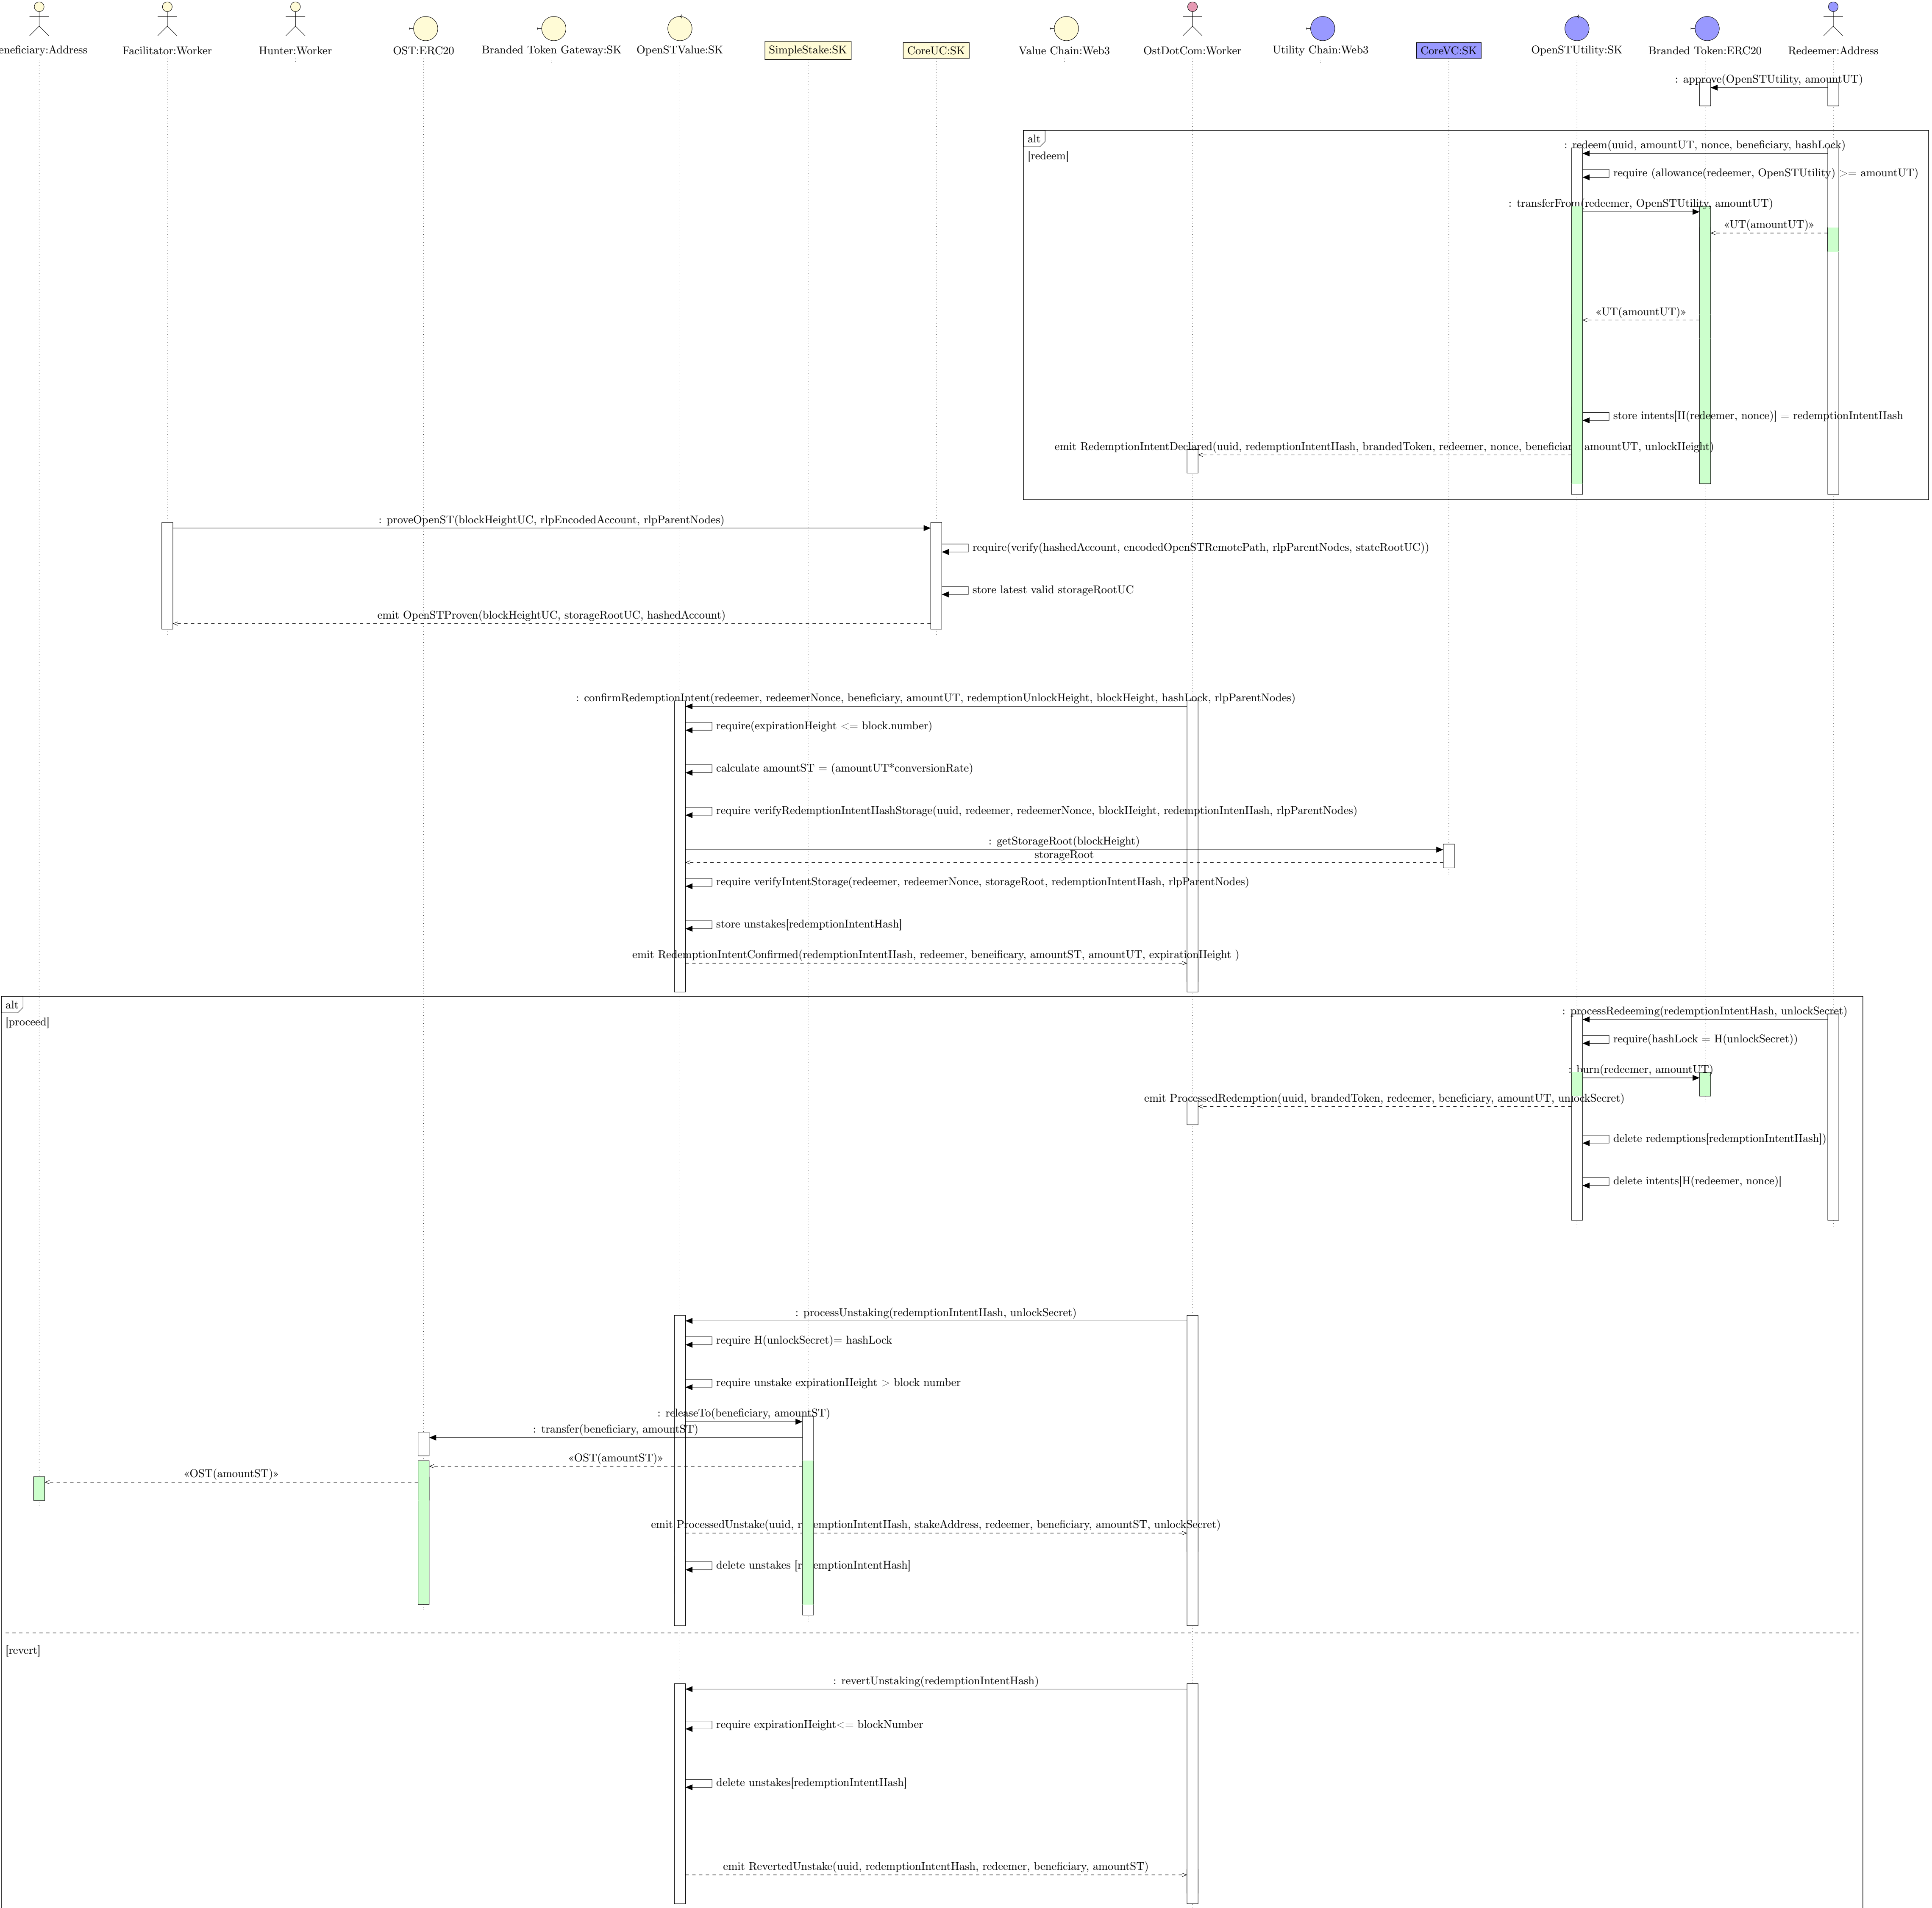 eneficiary:Address
Facilitator:Worker
Hunter:Worker
OST:ERC20
Branded Token Gateway:SK
OpenSTValue:SK
SimpleStake:SK
CoreUC:SK
Value Chain:Web3
OstDotCom:Worker
Utility Chain:Web3
CoreVC:SK
OpenSTUtility:SK
Branded Token:ERC20
Redeemer:Address
: approve(OpenSTUtility, amountUT)
alt
[redeem]
: redeem(uuid, amountUT, nonce, beneficiary, hashLock)
require (allowance(redeemer, OpenSTUtility) >= amountUT)
: transferFrom(redeemer, OpenSTUtility, amountUT)
«UT(amountUT)»
«UT(amountUT)»
store intents[H(redeemer, nonce)] = redemptionIntentHash
emit RedemptionIntentDeclared(uuid, redemptionIntentHash, brandedToken, redeemer, nonce, beneficiary, amountUT, unlockHeight)
: proveOpenST(blockHeightUC, rlpEncodedAccount, rlpParentNodes)
require(verify(hashedAccount, encodedOpenSTRemotePath, rlpParentNodes, stateRootUC))
store latest valid storageRootUC
emit OpenSTProven(blockHeightUC, storageRootUC, hashedAccount)
: confirmRedemptionIntent(redeemer, redeemerNonce, beneficiary, amountUT, redemptionUnlockHeight, blockHeight, hashLock, rlpParentNodes)
require(expirationHeight <= block.number)
calculate amountST = (amountUT*conversionRate)
require verifyRedemptionIntentHashStorage(uuid, redeemer, redeemerNonce, blockHeight, redemptionIntenHash, rlpParentNodes)
: getStorageRoot(blockHeight)
storageRoot
require verifyIntentStorage(redeemer, redeemerNonce, storageRoot, redemptionIntentHash, rlpParentNodes)
store unstakes[redemptionIntentHash]
emit RedemptionIntentConfirmed(redemptionIntentHash, redeemer, beneificary, amountST, amountUT, expirationHeight )
alt
[proceed]
: processRedeeming(redemptionIntentHash, unlockSecret)
require(hashLock = H(unlockSecret))
: burn(redeemer, amountUT)
emit ProcessedRedemption(uuid, brandedToken, redeemer, beneficiary, amountUT, unlockSecret)
delete redemptions[redemptionIntentHash])
delete intents[H(redeemer, nonce)]
: processUnstaking(redemptionIntentHash, unlockSecret)
require H(unlockSecret)= hashLock
require unstake expirationHeight > block number
: releaseTo(beneficiary, amountST)
: transfer(beneficiary, amountST)
«OST(amountST)»
«OST(amountST)»
emit ProcessedUnstake(uuid, redemptionIntentHash, stakeAddress, redeemer, beneficiary, amountST, unlockSecret)
delete unstakes [redemptionIntentHash]
[revert]
: revertUnstaking(redemptionIntentHash)
require expirationHeight<= blockNumber
delete unstakes[redemptionIntentHash]
emit RevertedUnstake(uuid, redemptionIntentHash, redeemer, beneficiary, amountST)